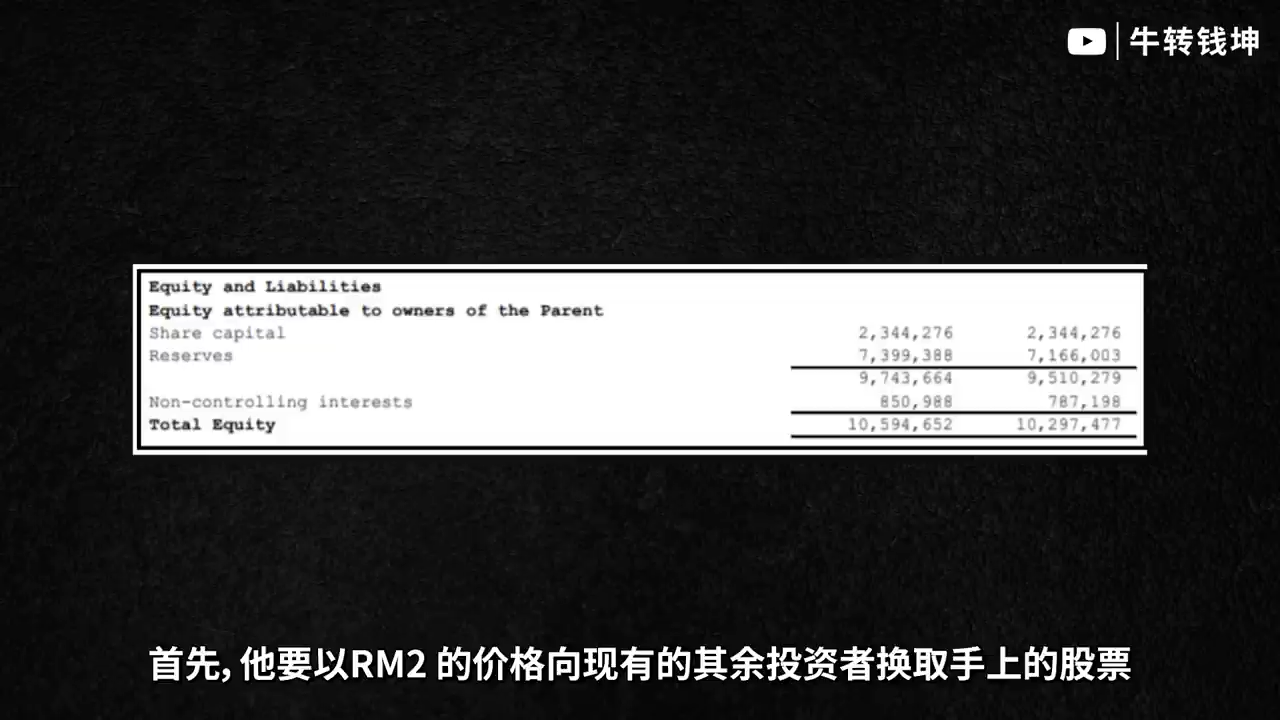 牛转钱坤
Equity and Liabilities
Equity attributable to owners of the Parent
Share capital 2,344,276 2,344,276
Reserves 7,399,388 7,166,003
9,743,664 9,510,279
Non-controlling interests 850,988 787,198
Total Equity 10,594,652 10,297,477
首先, 他要以RM2 的价格向现有的其余投资者换取手上的股票